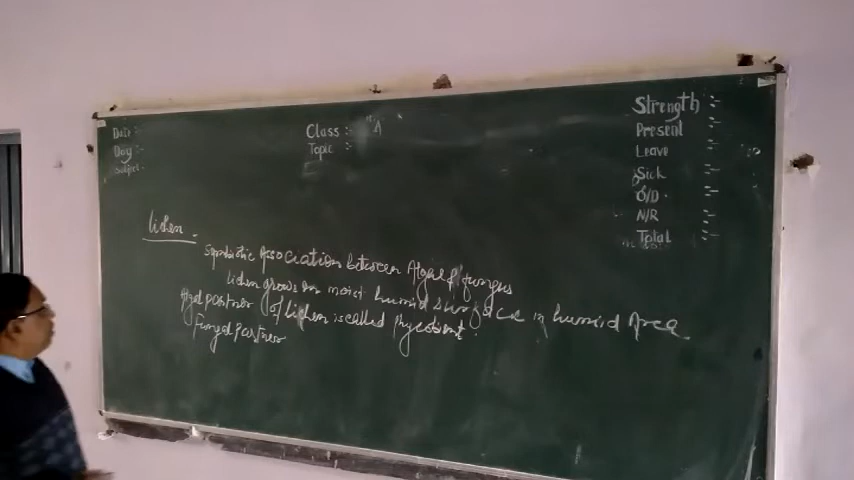 Date :-
Day :-
Subject -
Class :- "A"
Topic :-
Strength :-
Present :-
Leave :-
Sick :-
O/D :-
N/R :-
Total :-
lichen -
Symbiotic Association between Algae & fungus
lichen grows on moist humid surface in humid Area
Algal partner of lichen is called phycobiont.
Fungal partner